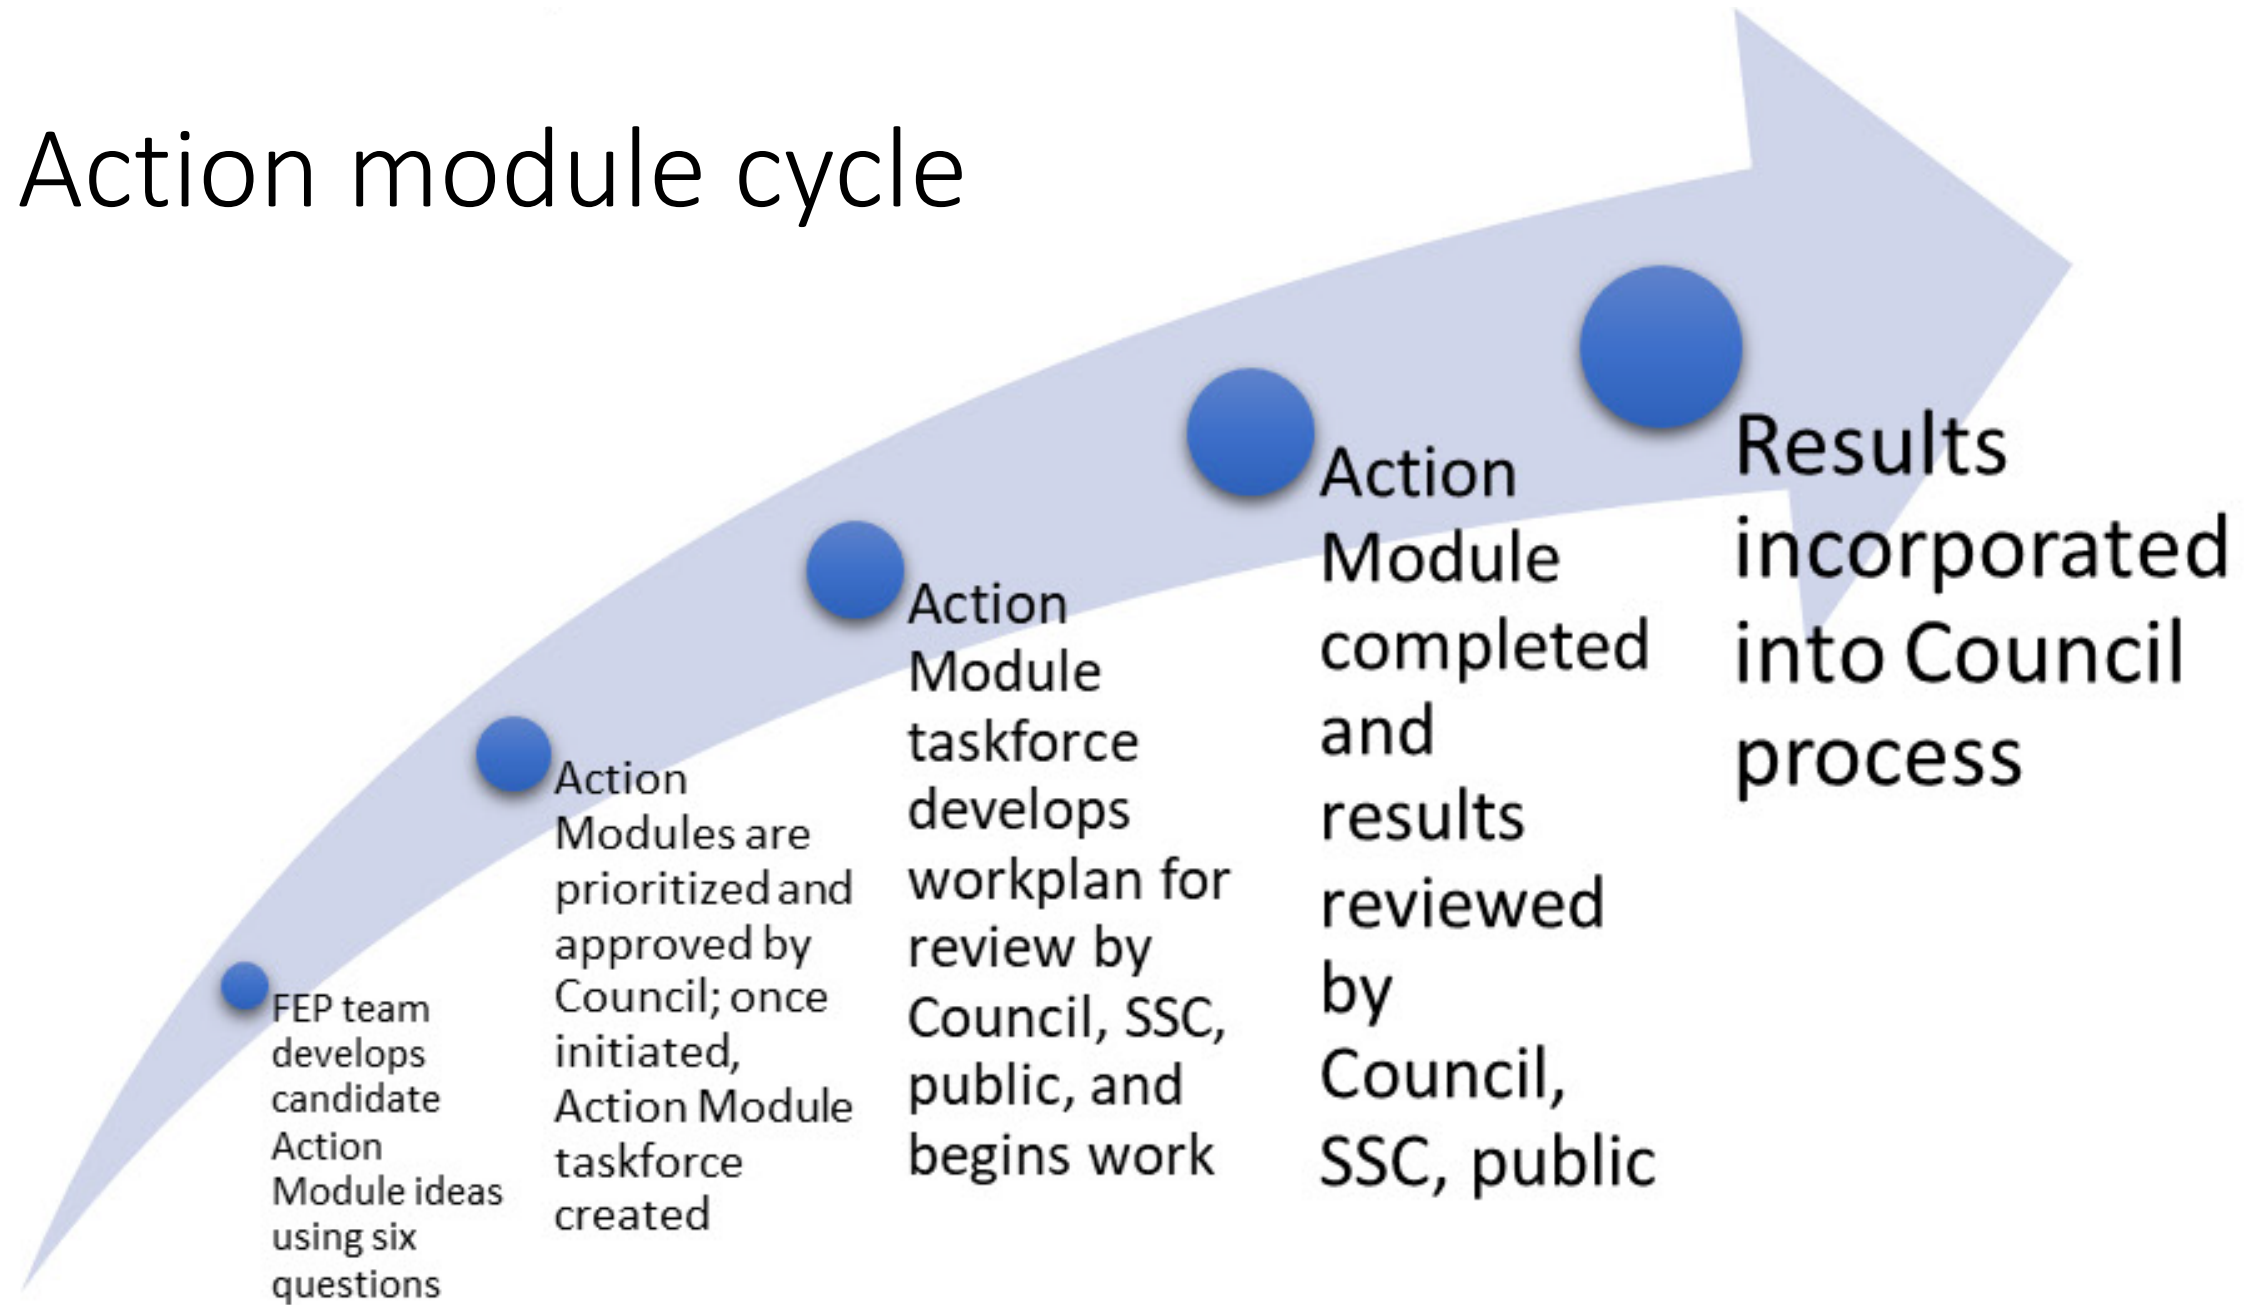 Action module cycle
FEP team
develops
candidate
Action
Module ideas
using six
questions
Action
Modules are
prioritized and
approved by
Council; once
initiated,
Action Module
taskforce
created
Action
Module
taskforce
develops
workplan for
review by
Council, SSC,
public, and
begins work
Action
Module
completed
and
results
reviewed
by
Council,
SSC, public
Results
incorporated
into Council
process